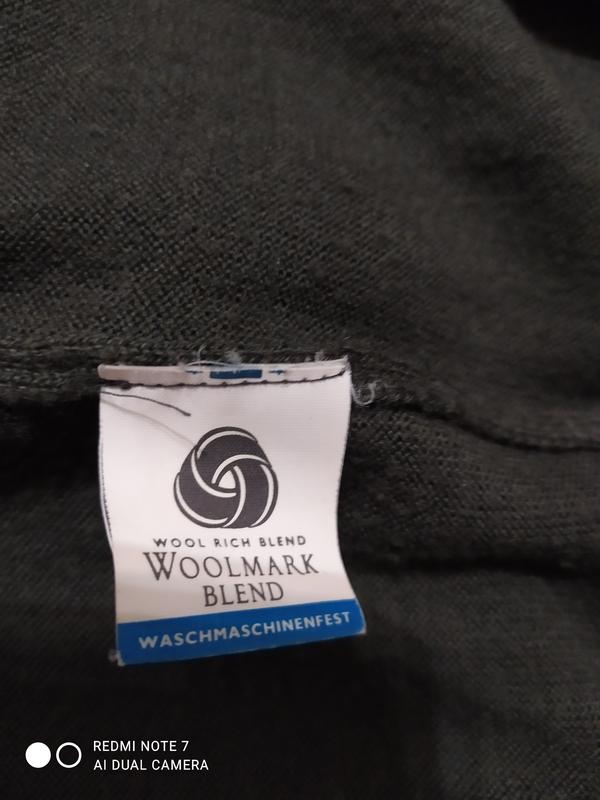 WOOL RICH BLEND
WOOLMARK
BLEND
WASCHMASCHINENFEST
REDMI NOTE 7
AI DUAL CAMERA